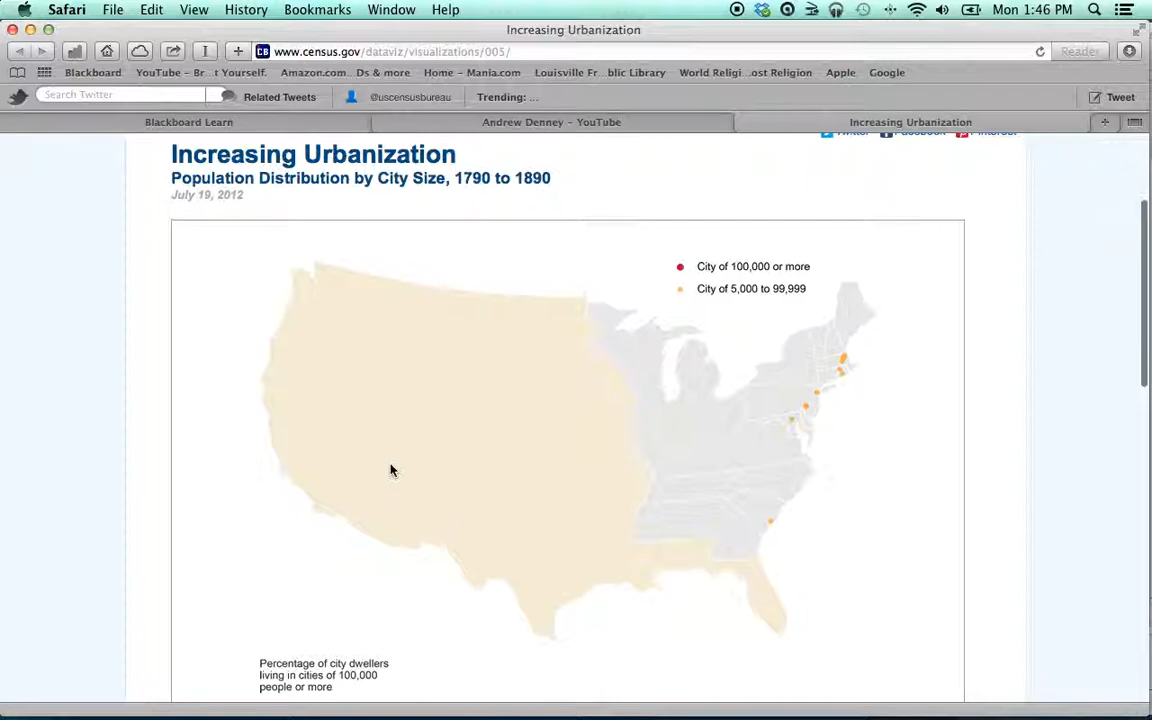 Safari File Edit View History Bookmarks Window Help Mon 1:46 PM
Increasing Urbanization
www.census.gov/dataviz/visualizations/005/ Reader
Blackboard YouTube - Br...t Yourself. Amazon.com...Ds & more Home - Mania.com Louisville Fr...blic Library World Religi...ost Religion Apple Google
Search Twitter Related Tweets @uscensusbureau Trending: ... Tweet
Blackboard Learn Andrew Denney - YouTube Increasing Urbanization
Twitter Facebook Pinterest
Increasing Urbanization
Population Distribution by City Size, 1790 to 1890
July 19, 2012
City of 100,000 or more
City of 5,000 to 99,999
Percentage of city dwellers
living in cities of 100,000
people or more